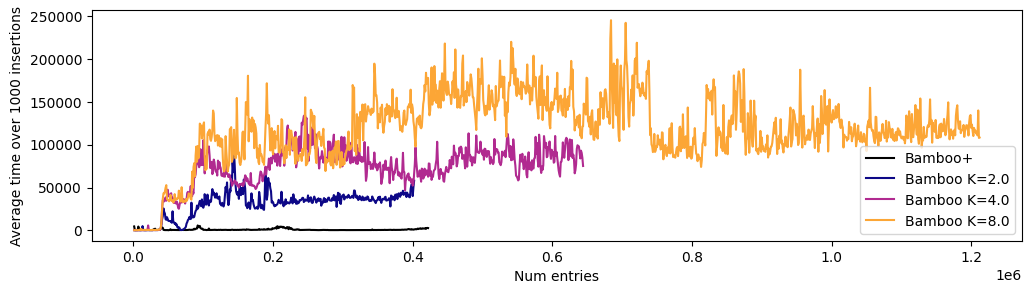 Average time over 1000 insertions
250000
200000
150000
100000
50000
0
0.0 0.2 0.4 0.6 0.8 1.0 1.2
1e6
Num entries
Bamboo+
Bamboo K=2.0
Bamboo K=4.0
Bamboo K=8.0